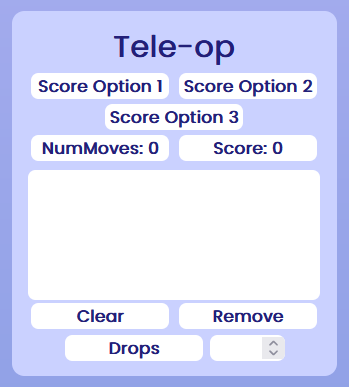 Tele-op
Score Option 1 Score Option 2
Score Option 3
NumMoves: 0 Score: 0
Clear Remove
Drops